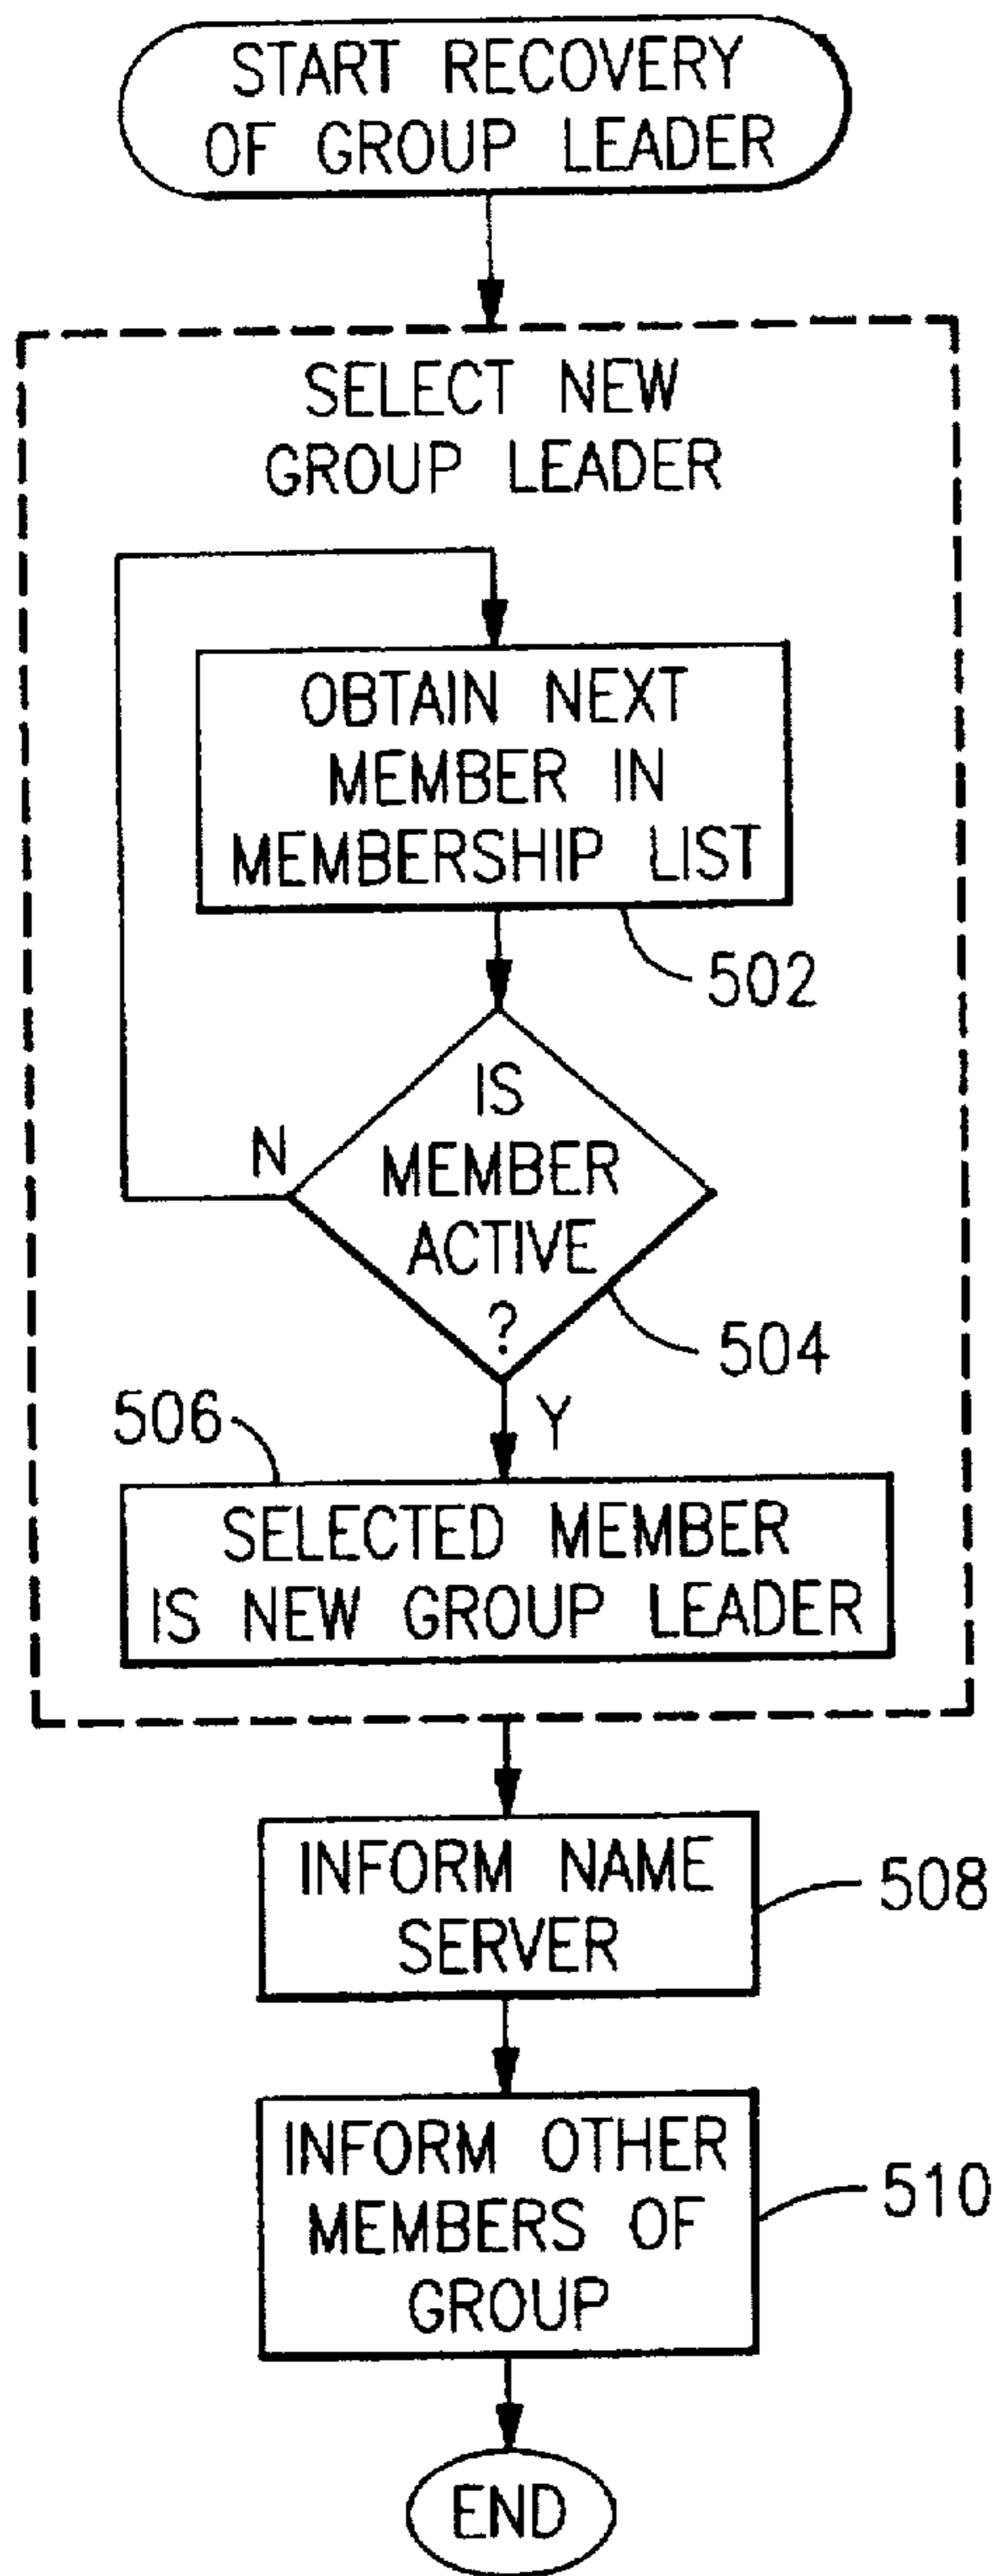 START RECOVERY
OF GROUP LEADER
SELECT NEW
GROUP LEADER
OBTAIN NEXT
MEMBER IN
MEMBERSHIP LIST
502
IS
MEMBER
ACTIVE
?
N
504
Y
506
SELECTED MEMBER
IS NEW GROUP LEADER
INFORM NAME
SERVER
508
INFORM OTHER
MEMBERS OF
GROUP
510
END